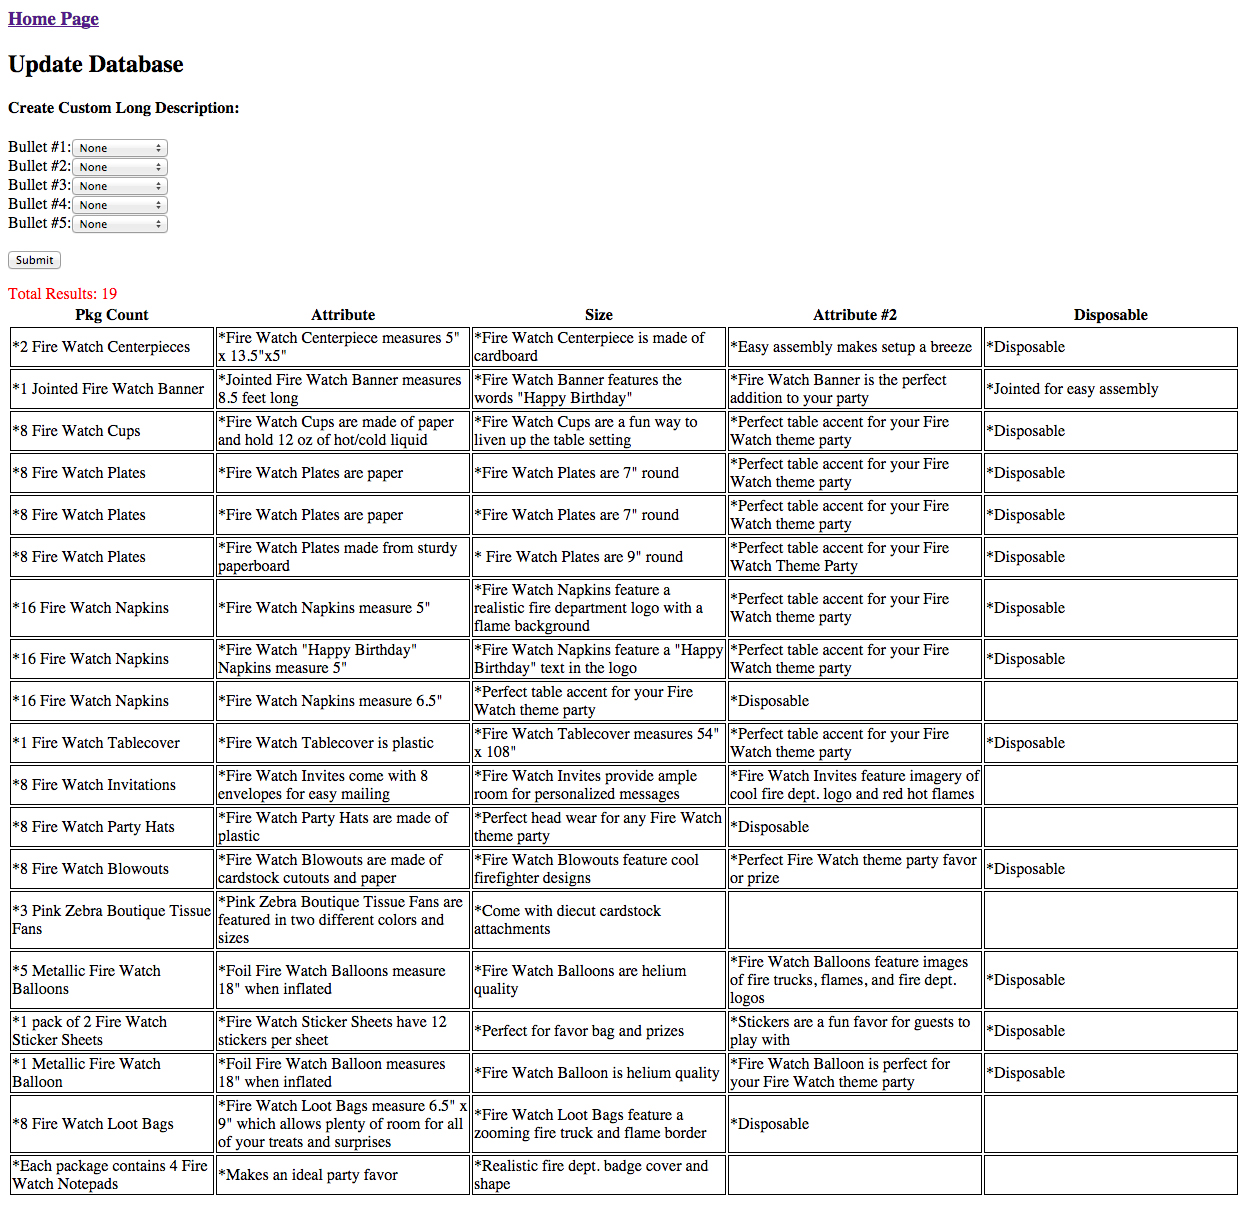 Home Page
Update Database
Create Custom Long Description:
Bullet #1: None
Bullet #2: None
Bullet #3: None
Bullet #4: None
Bullet #5: None
Submit
Total Results: 19
Pkg Count Attribute Size Attribute #2 Disposable
*2 Fire Watch Centerpieces
*Fire Watch Centerpiece measures 5"
x 13.5"x5"
*Fire Watch Centerpiece is made of
cardboard
*Easy assembly makes setup a breeze
*Disposable
*1 Jointed Fire Watch Banner
*Jointed Fire Watch Banner measures
8.5 feet long
*Fire Watch Banner features the
words "Happy Birthday"
*Fire Watch Banner is the perfect
addition to your party
*Jointed for easy assembly
*8 Fire Watch Cups
*Fire Watch Cups are made of paper
and hold 12 oz of hot/cold liquid
*Fire Watch Cups are a fun way to
liven up the table setting
*Perfect table accent for your Fire
Watch theme party
*Disposable
*8 Fire Watch Plates
*Fire Watch Plates are paper
*Fire Watch Plates are 7" round
*Perfect table accent for your Fire
Watch theme party
*Disposable
*8 Fire Watch Plates
*Fire Watch Plates are paper
*Fire Watch Plates are 7" round
*Perfect table accent for your Fire
Watch theme party
*Disposable
*8 Fire Watch Plates
*Fire Watch Plates made from sturdy
paperboard
* Fire Watch Plates are 9" round
*Perfect table accent for your Fire
Watch Theme Party
*Disposable
*16 Fire Watch Napkins
*Fire Watch Napkins measure 5"
*Fire Watch Napkins feature a
realistic fire department logo with a
flame background
*Perfect table accent for your Fire
Watch theme party
*Disposable
*16 Fire Watch Napkins
*Fire Watch "Happy Birthday"
Napkins measure 5"
*Fire Watch Napkins feature a "Happy
Birthday" text in the logo
*Perfect table accent for your Fire
Watch theme party
*Disposable
*16 Fire Watch Napkins
*Fire Watch Napkins measure 6.5"
*Perfect table accent for your Fire
Watch theme party
*Disposable
*1 Fire Watch Tablecover
*Fire Watch Tablecover is plastic
*Fire Watch Tablecover measures 54"
x 108"
*Perfect table accent for your Fire
Watch theme party
*Disposable
*8 Fire Watch Invitations
*Fire Watch Invites come with 8
envelopes for easy mailing
*Fire Watch Invites provide ample
room for personalized messages
*Fire Watch Invites feature imagery of
cool fire dept. logo and red hot flames
*8 Fire Watch Party Hats
*Fire Watch Party Hats are made of
plastic
*Perfect head wear for any Fire Watch
theme party
*Disposable
*8 Fire Watch Blowouts
*Fire Watch Blowouts are made of
cardstock cutouts and paper
*Fire Watch Blowouts feature cool
firefighter designs
*Perfect Fire Watch theme party favor
or prize
*Disposable
*3 Pink Zebra Boutique Tissue
Fans
*Pink Zebra Boutique Tissue Fans are
featured in two different colors and
sizes
*Come with diecut cardstock
attachments
*5 Metallic Fire Watch
Balloons
*Foil Fire Watch Balloons measure
18" when inflated
*Fire Watch Balloons are helium
quality
*Fire Watch Balloons feature images
of fire trucks, flames, and fire dept.
logos
*Disposable
*1 pack of 2 Fire Watch
Sticker Sheets
*Fire Watch Sticker Sheets have 12
stickers per sheet
*Perfect for favor bag and prizes
*Stickers are a fun favor for guests to
play with
*Disposable
*1 Metallic Fire Watch
Balloon
*Foil Fire Watch Balloon measures
18" when inflated
*Fire Watch Balloon is helium quality
*Fire Watch Balloon is perfect for
your Fire Watch theme party
*Disposable
*8 Fire Watch Loot Bags
*Fire Watch Loot Bags measure 6.5" x
9" which allows plenty of room for all
of your treats and surprises
*Fire Watch Loot Bags feature a
zooming fire truck and flame border
*Disposable
*Each package contains 4 Fire
Watch Notepads
*Makes an ideal party favor
*Realistic fire dept. badge cover and
shape